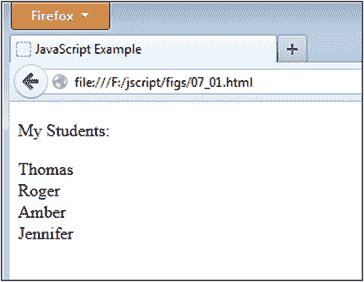 Firefox
JavaScript Example
file:///F:/jscript/figs/07_01.html
My Students:
Thomas
Roger
Amber
Jennifer